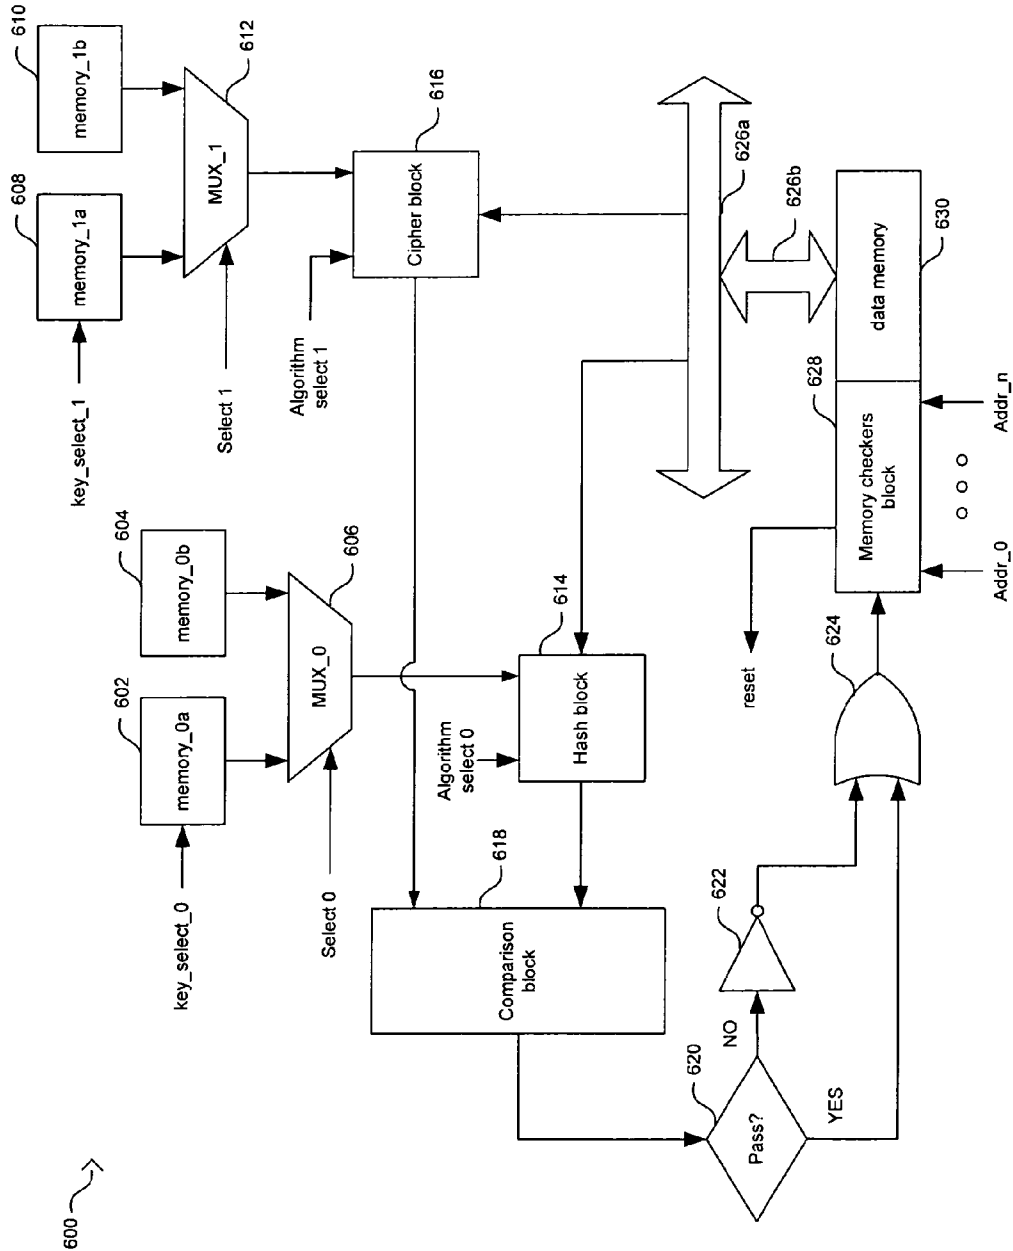 600
610
memory_1b
612
608
memory_1a
MUX_1
616
key_select_1
Select 1
Algorithm
select 1
Cipher block
604
memory_0b
606
602
memory_0a
MUX_0
614
key_select_0
Select 0
Algorithm
select 0
Hash block
618
Comparison
block
626a
626b
630
data memory
628
Memory checkers
block
reset
Addr_0
Addr_n
624
622
620
NO
Pass?
YES